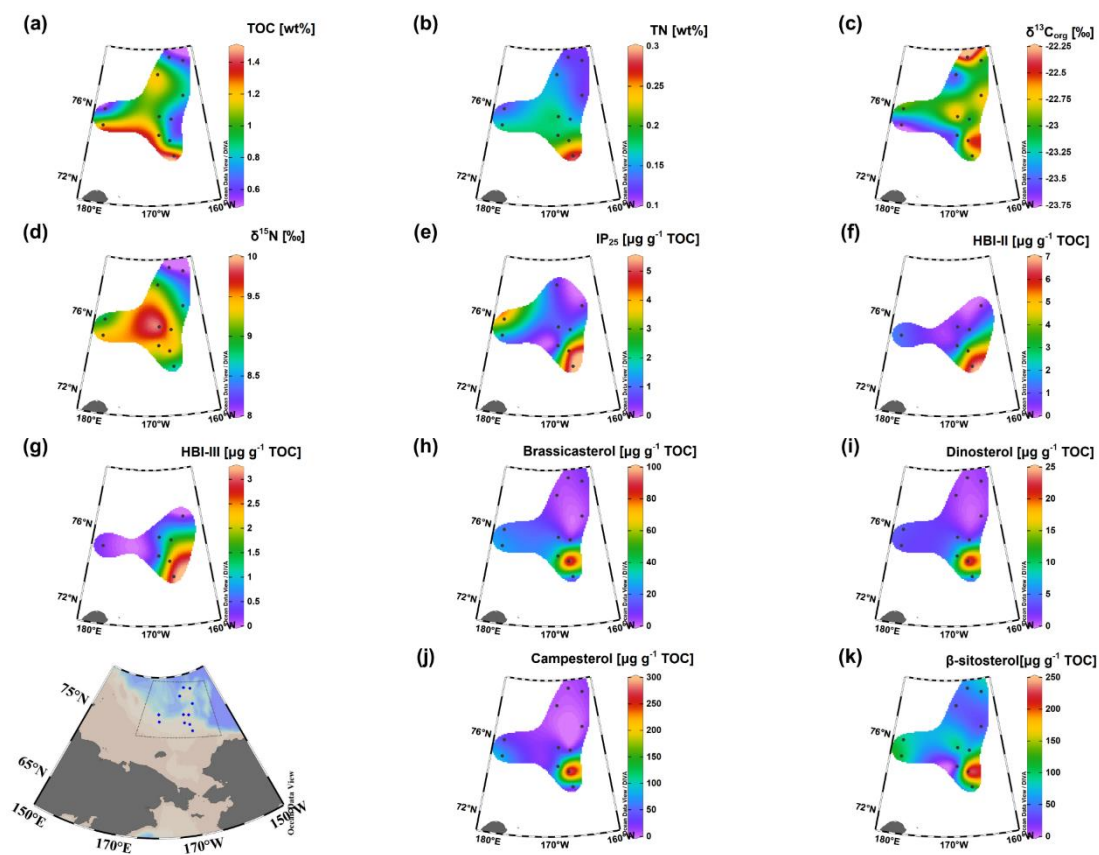 (a) TOC [wt%]
1.4
1.2
1
0.8
0.6
76°N
72°N
180°E
170°W
160°W
Ocean Data View / DIVA
(b) TN [wt%]
0.3
0.25
0.2
0.15
0.1
76°N
72°N
180°E
170°W
160°W
Ocean Data View / DIVA
(c) δ¹³Corg [‰]
-22.25
-22.5
-22.75
-23
-23.25
-23.5
-23.75
76°N
72°N
180°E
170°W
160°W
Ocean Data View / DIVA
(d) δ¹⁵N [‰]
10
9.5
9
8.5
8
76°N
72°N
180°E
170°W
160°W
Ocean Data View / DIVA
(e) IP₂₅ [µg g⁻¹ TOC]
5
4
3
2
1
0
76°N
72°N
180°E
170°W
160°W
Ocean Data View / DIVA
(f) HBI-II [µg g⁻¹ TOC]
7
6
5
4
3
2
1
0
76°N
72°N
180°E
170°W
160°W
Ocean Data View / DIVA
(g) HBI-III [µg g⁻¹ TOC]
3
2.5
2
1.5
1
0.5
0
76°N
72°N
180°E
170°W
160°W
Ocean Data View / DIVA
(h) Brassicasterol [µg g⁻¹ TOC]
100
80
60
40
20
0
76°N
72°N
180°E
170°W
160°W
Ocean Data View / DIVA
(i) Dinosterol [µg g⁻¹ TOC]
25
20
15
10
5
0
76°N
72°N
180°E
170°W
160°W
Ocean Data View / DIVA
75°N
65°N
150°E
170°E
170°W
150°W
Ocean Data View
(j) Campesterol [µg g⁻¹ TOC]
300
250
200
150
100
50
0
76°N
72°N
180°E
170°W
160°W
Ocean Data View / DIVA
(k) β-sitosterol[µg g⁻¹ TOC]
250
200
150
100
50
0
76°N
72°N
180°E
170°W
160°W
Ocean Data View / DIVA